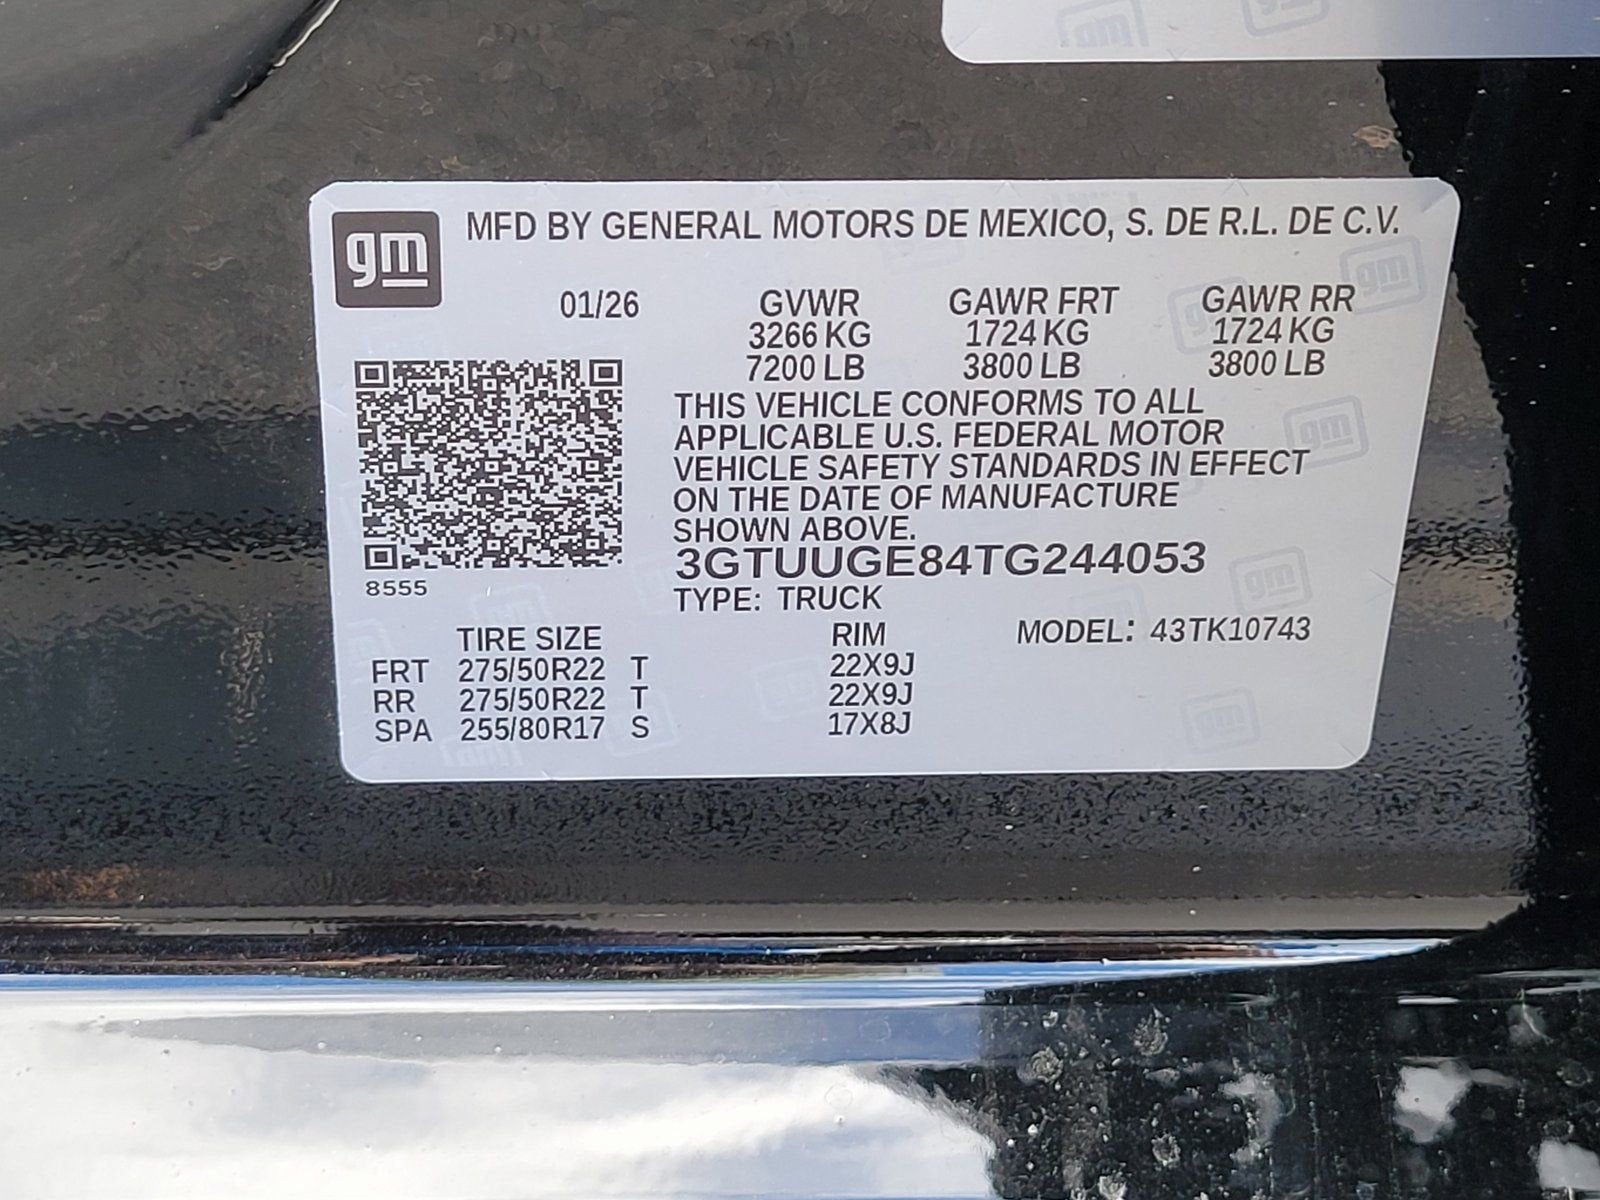 gm MFD BY GENERAL MOTORS DE MEXICO, S. DE R.L. DE C.V.
01/26 GVWR GAWR FRT GAWR RR
3266 KG 1724 KG 1724 KG
7200 LB 3800 LB 3800 LB
THIS VEHICLE CONFORMS TO ALL
APPLICABLE U.S. FEDERAL MOTOR
VEHICLE SAFETY STANDARDS IN EFFECT
ON THE DATE OF MANUFACTURE
SHOWN ABOVE.
3GTUUGE84TG244053
8555
TYPE: TRUCK
TIRE SIZE RIM MODEL: 43TK10743
FRT 275/50R22 T 22X9J
RR 275/50R22 T 22X9J
SPA 255/80R17 S 17X8J